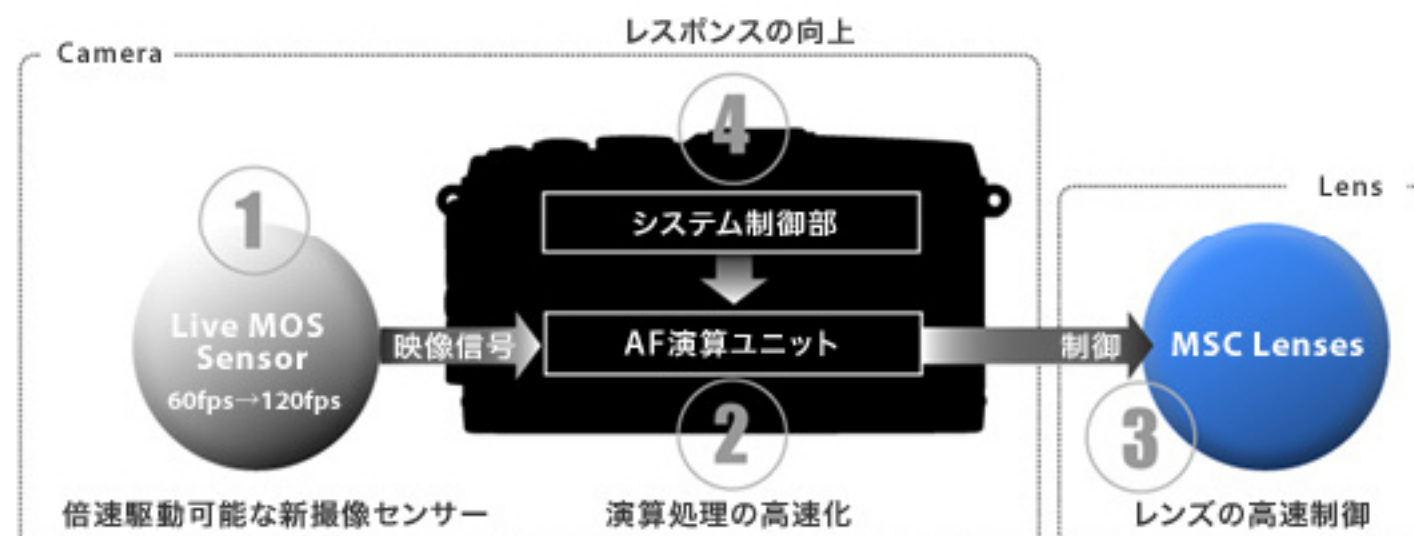 レスポンスの向上
Camera
4
Lens
1
システム制御部
Live MOS
Sensor
60fps→120fps
映像信号
AF演算ユニット
制御
MSC Lenses
2
3
倍速駆動可能な新撮像センサー
演算処理の高速化
レンズの高速制御